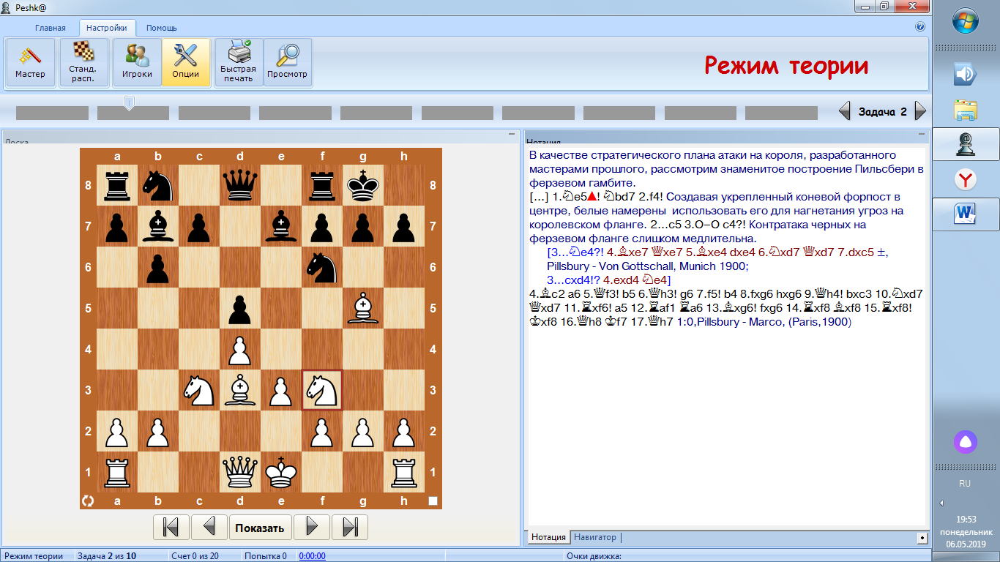 Peshk@
Главная Настройки Помощь
Мастер
Станд. расп.
Игроки
Опции
Быстрая печать
Просмотр
Режим теории
Задача 2
Доска
Нотация
a b c d e f g h
8 8
7 7
6 6
5 5
4 4
3 3
2 2
1 1
a b c d e f g h
Показать
В качестве стратегического плана атаки на короля, разработанного
мастерами прошлого, рассмотрим знаменитое построение Пильсбери в
ферзевом гамбите.
[...] 1.♘e5▲! ♘bd7 2.f4! Создавая укрепленный коневой форпост в
центре, белые намерены использовать его для нагнетания угроз на
королевском фланге. 2...c5 3.O–O c4?! Контратака черных на
ферзевом фланге слишком медлительна.
[3...♘e4?! 4.♗xe7 ♕xe7 5.♗xe4 dxe4 6.♘xd7 ♕xd7 7.dxc5 ±,
Pillsbury - Von Gottschall, Munich 1900;
3...cxd4!? 4.exd4 ♘e4]
4.♗c2 a6 5.♕f3! b5 6.♕h3! g6 7.f5! b4 8.fxg6 hxg6 9.♕h4! bxc3 10.♘xd7
♕xd7 11.♖xf6! a5 12.♖af1 ♖a6 13.♗xg6! fxg6 14.♖xf8 ♗xf8 15.♖xf8!
♔xf8 16.♕h8 ♔f7 17.♕h7 1:0,Pillsbury - Marco, (Paris,1900)
Нотация Навигатор
Режим теории Задача 2 из 10 Счет 0 из 20 Попытка 0 0:00:00 Очки движка:
RU
19:53
понедельник
06.05.2019